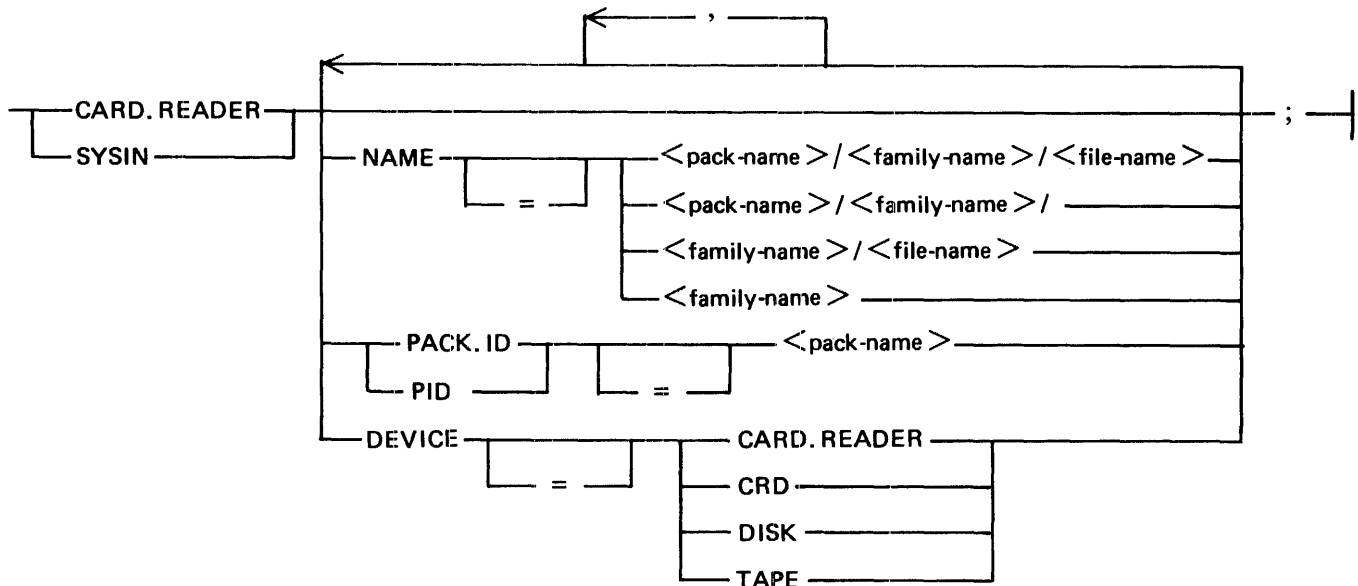 ,
CARD.READER ;
SYSIN
NAME = <pack-name>/<family-name>/<file-name>
<pack-name>/<family-name>/
<family-name>/<file-name>
<family-name>
PACK.ID = <pack-name>
PID
DEVICE = CARD.READER
CRD
DISK
TAPE